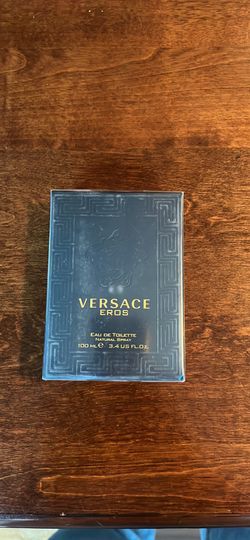 VERSACE
EROS
EAU DE TOILETTE
NATURAL SPRAY
100 ML ℮ 3.4 US FL.OZ.